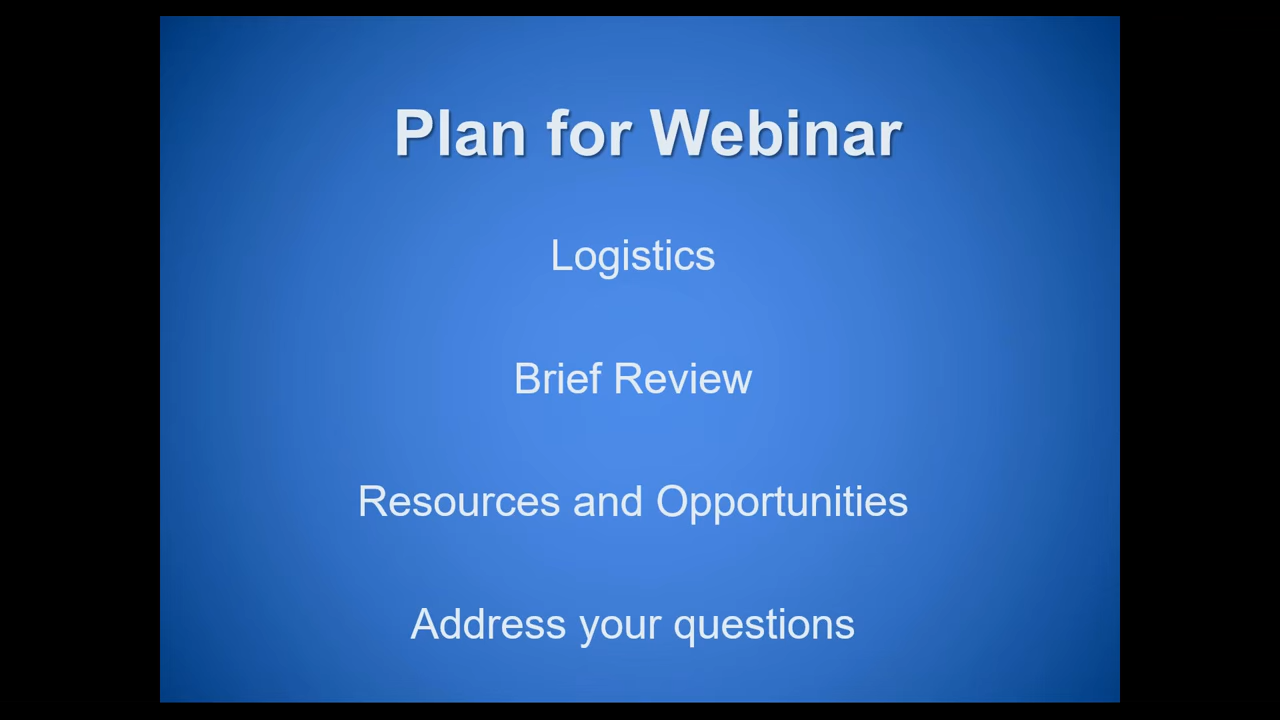 Plan for Webinar
Logistics
Brief Review
Resources and Opportunities
Address your questions